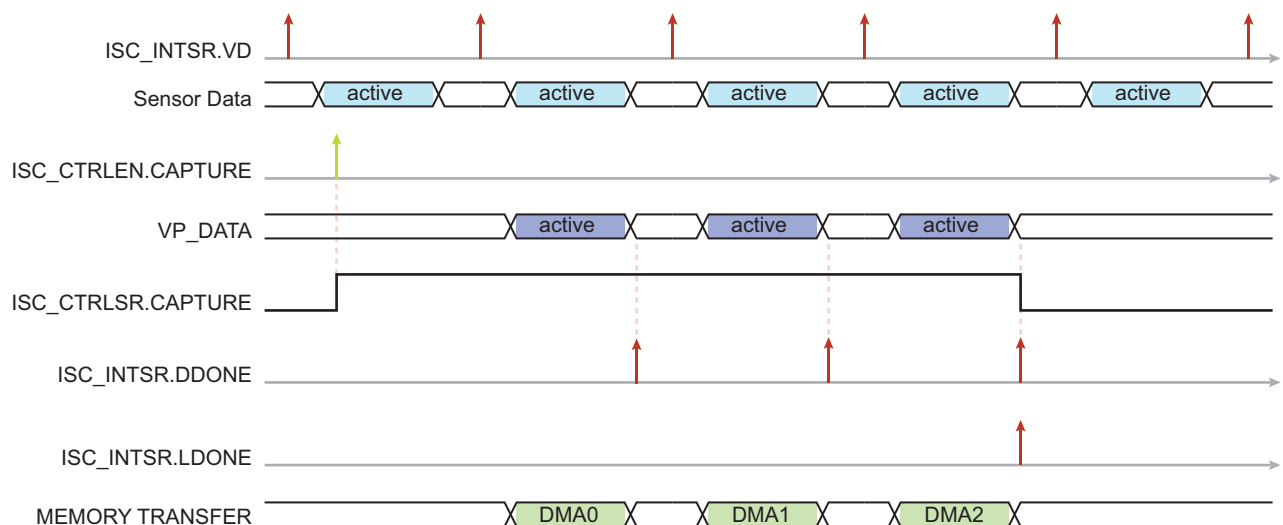 ISC_INTSR.VD
Sensor Data active active active active active
ISC_CTRLEN.CAPTURE
VP_DATA active active active
ISC_CTRLSR.CAPTURE
ISC_INTSR.DDONE
ISC_INTSR.LDONE
MEMORY TRANSFER DMA0 DMA1 DMA2